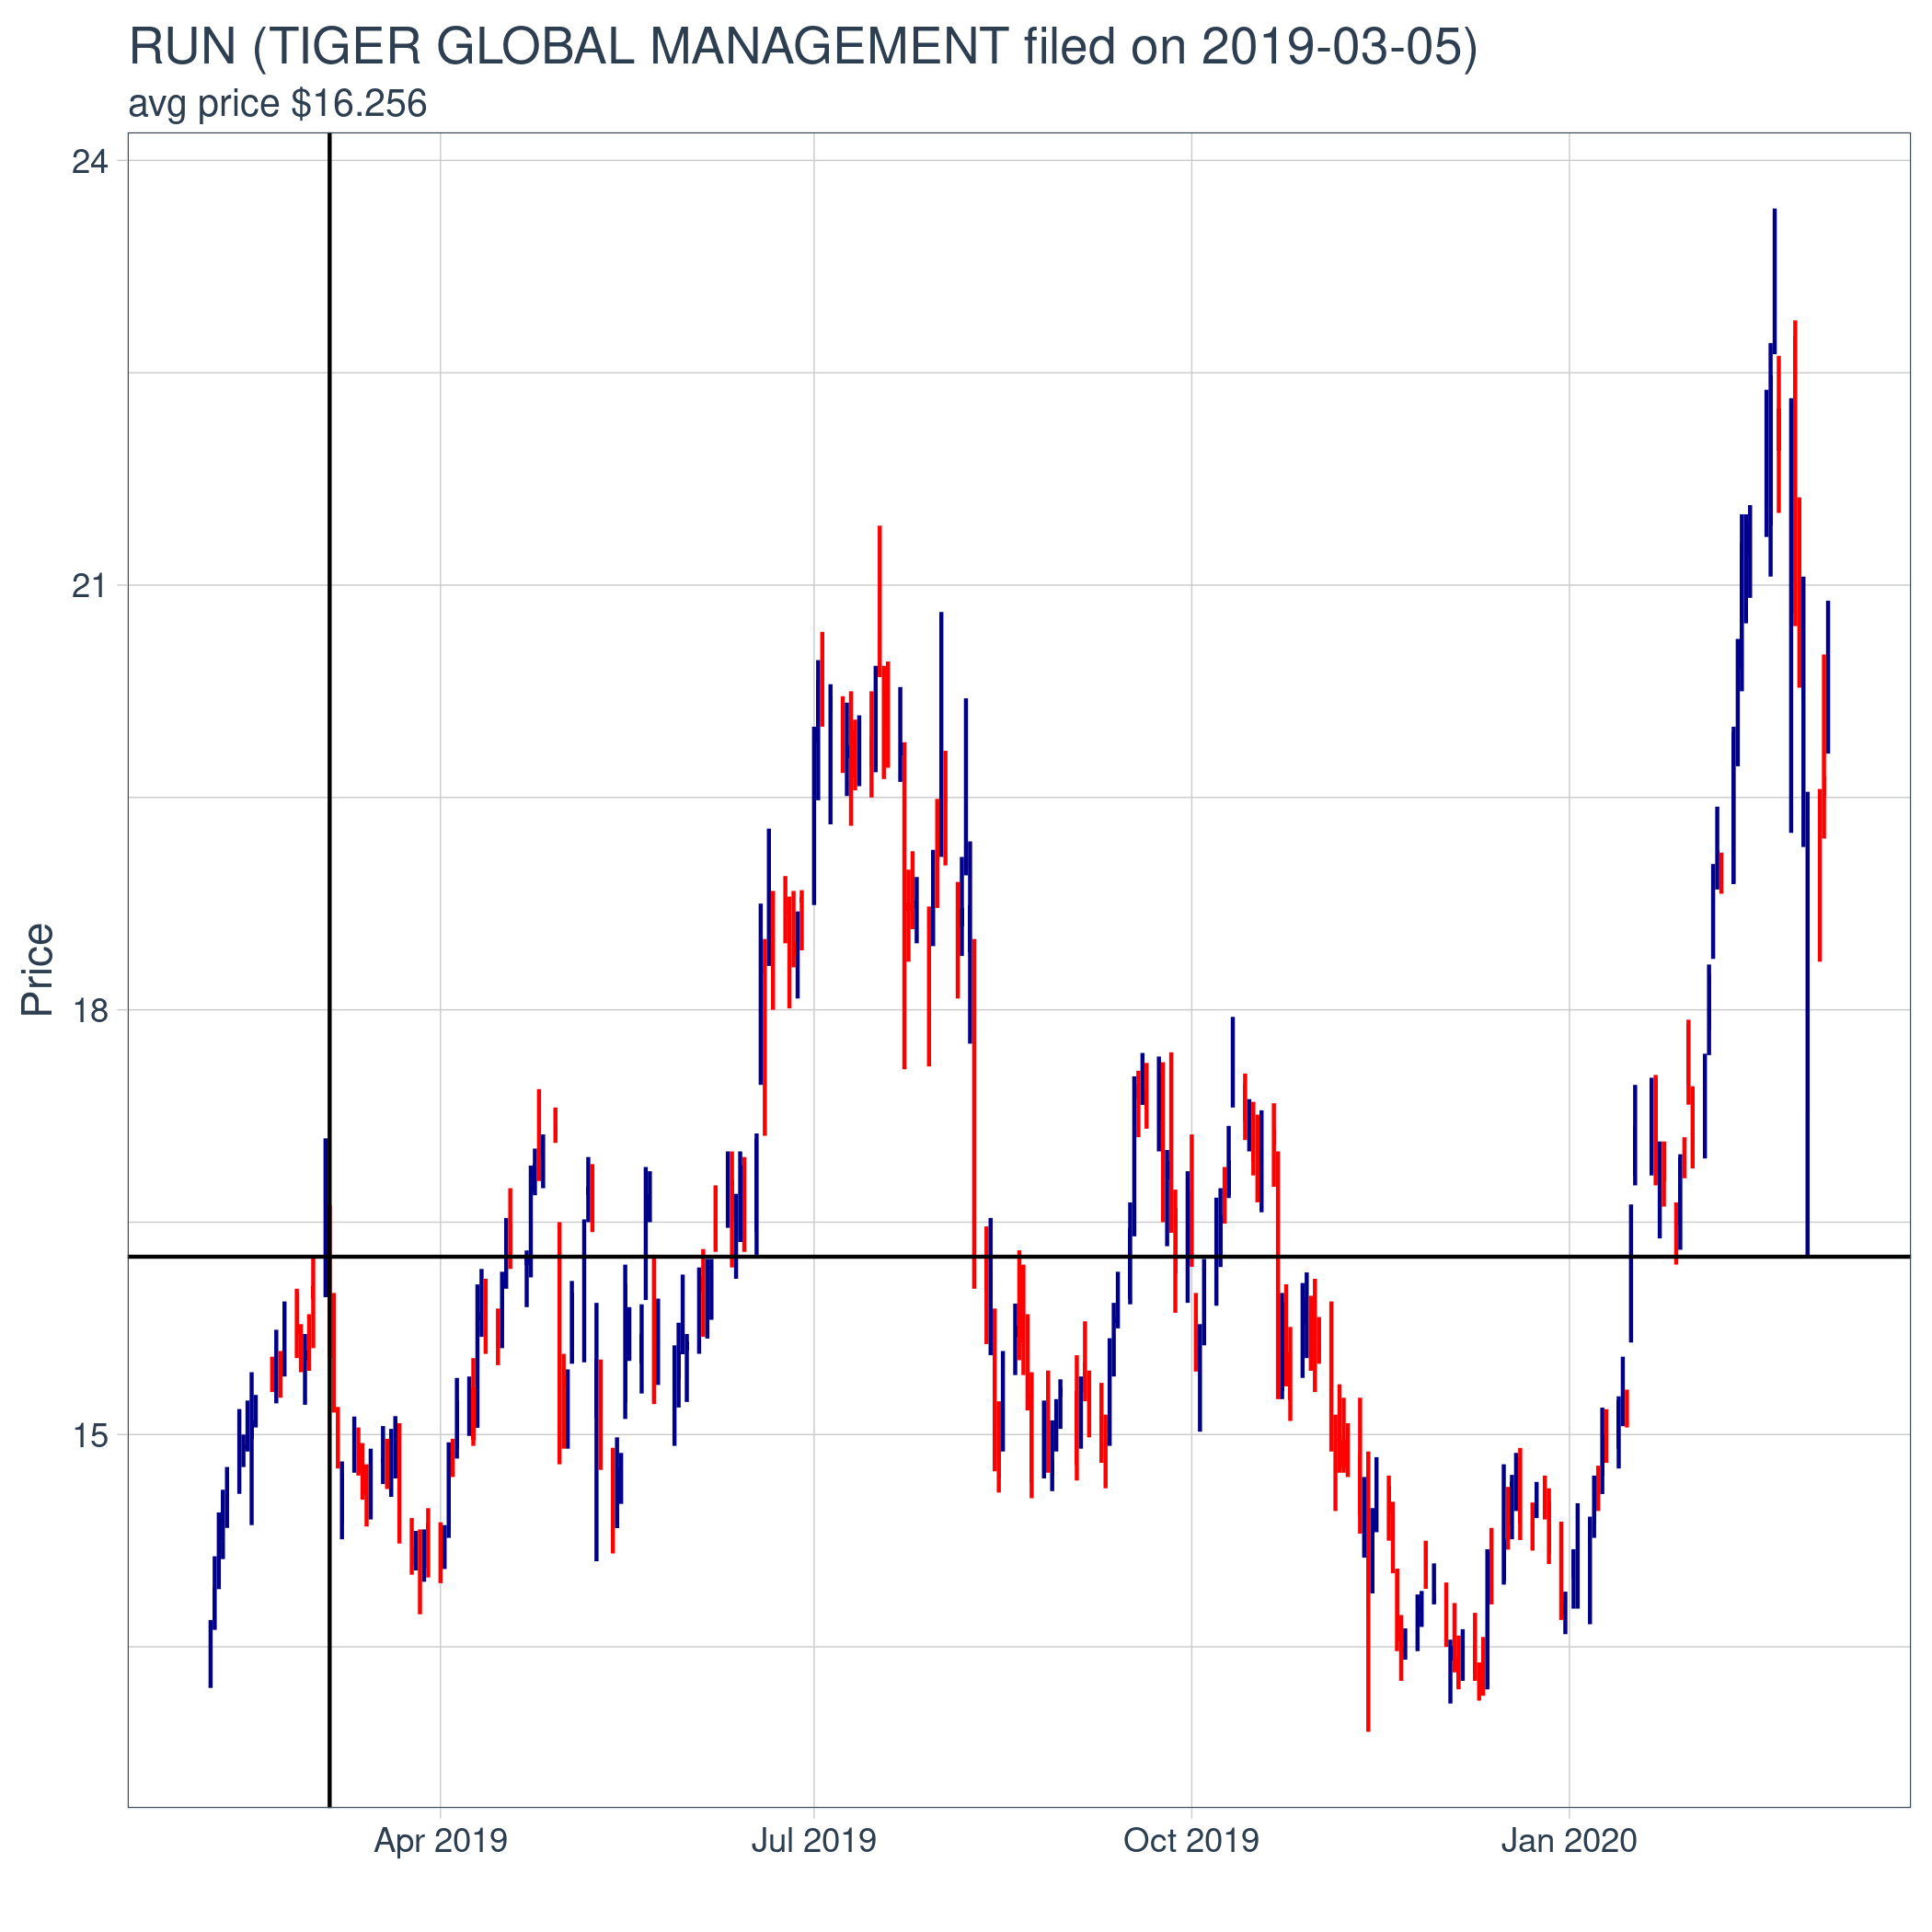 RUN (TIGER GLOBAL MANAGEMENT filed on 2019-03-05)
avg price $16.256
24
21
18
15
Price
Apr 2019
Jul 2019
Oct 2019
Jan 2020